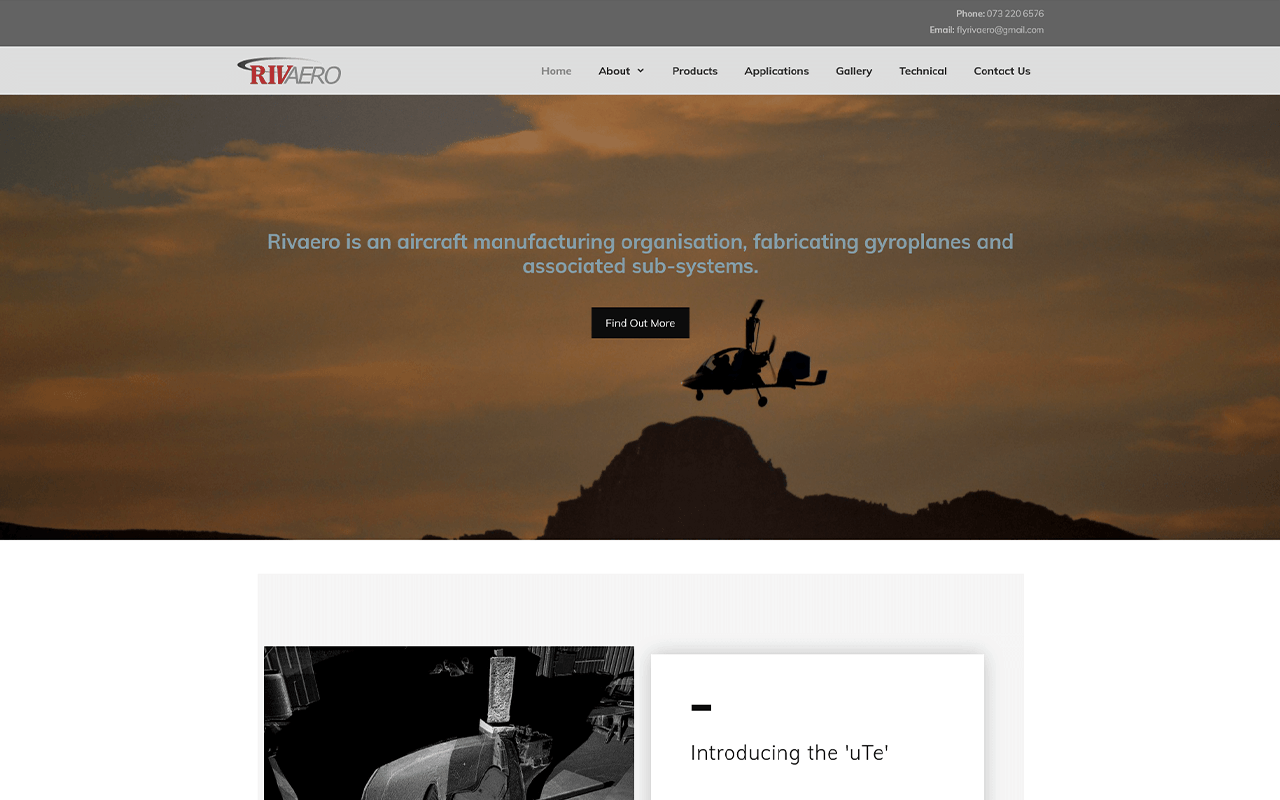 Phone: 073 220 6576
Email: flyrivaero@gmail.com
RIVAERO
Home About Products Applications Gallery Technical Contact Us
Rivaero is an aircraft manufacturing organisation, fabricating gyroplanes and
associated sub-systems.
Find Out More
Introducing the 'uTe'